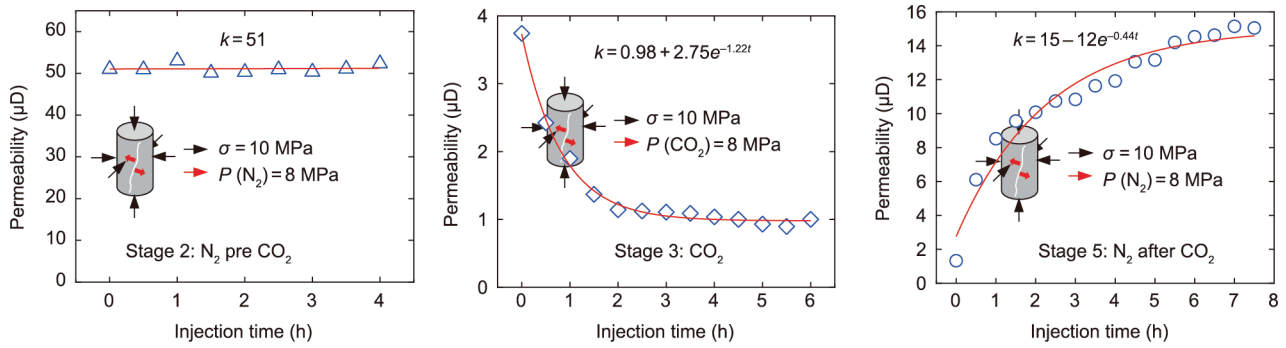 Permeability (μD)
60
50
40
30
20
10
0
k = 51
σ = 10 MPa
P (N₂) = 8 MPa
Stage 2: N₂ pre CO₂
0 1 2 3 4
Injection time (h)
Permeability (μD)
4
3
2
1
0
k = 0.98 + 2.75e^−1.22t
σ = 10 MPa
P (CO₂) = 8 MPa
Stage 3: CO₂
0 1 2 3 4 5 6
Injection time (h)
Permeability (μD)
16
14
12
10
8
6
4
2
0
k = 15 − 12e^−0.44t
σ = 10 MPa
P (N₂) = 8 MPa
Stage 5: N₂ after CO₂
0 1 2 3 4 5 6 7 8
Injection time (h)